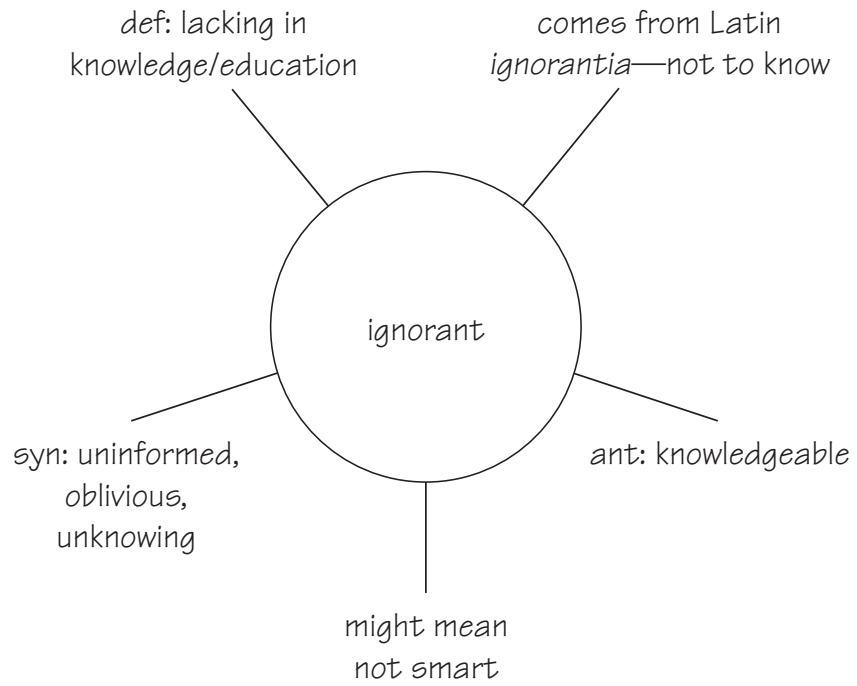 def: lacking in
knowledge/education
comes from Latin
ignorantia—not to know
ignorant
syn: uninformed,
oblivious,
unknowing
ant: knowledgeable
might mean
not smart